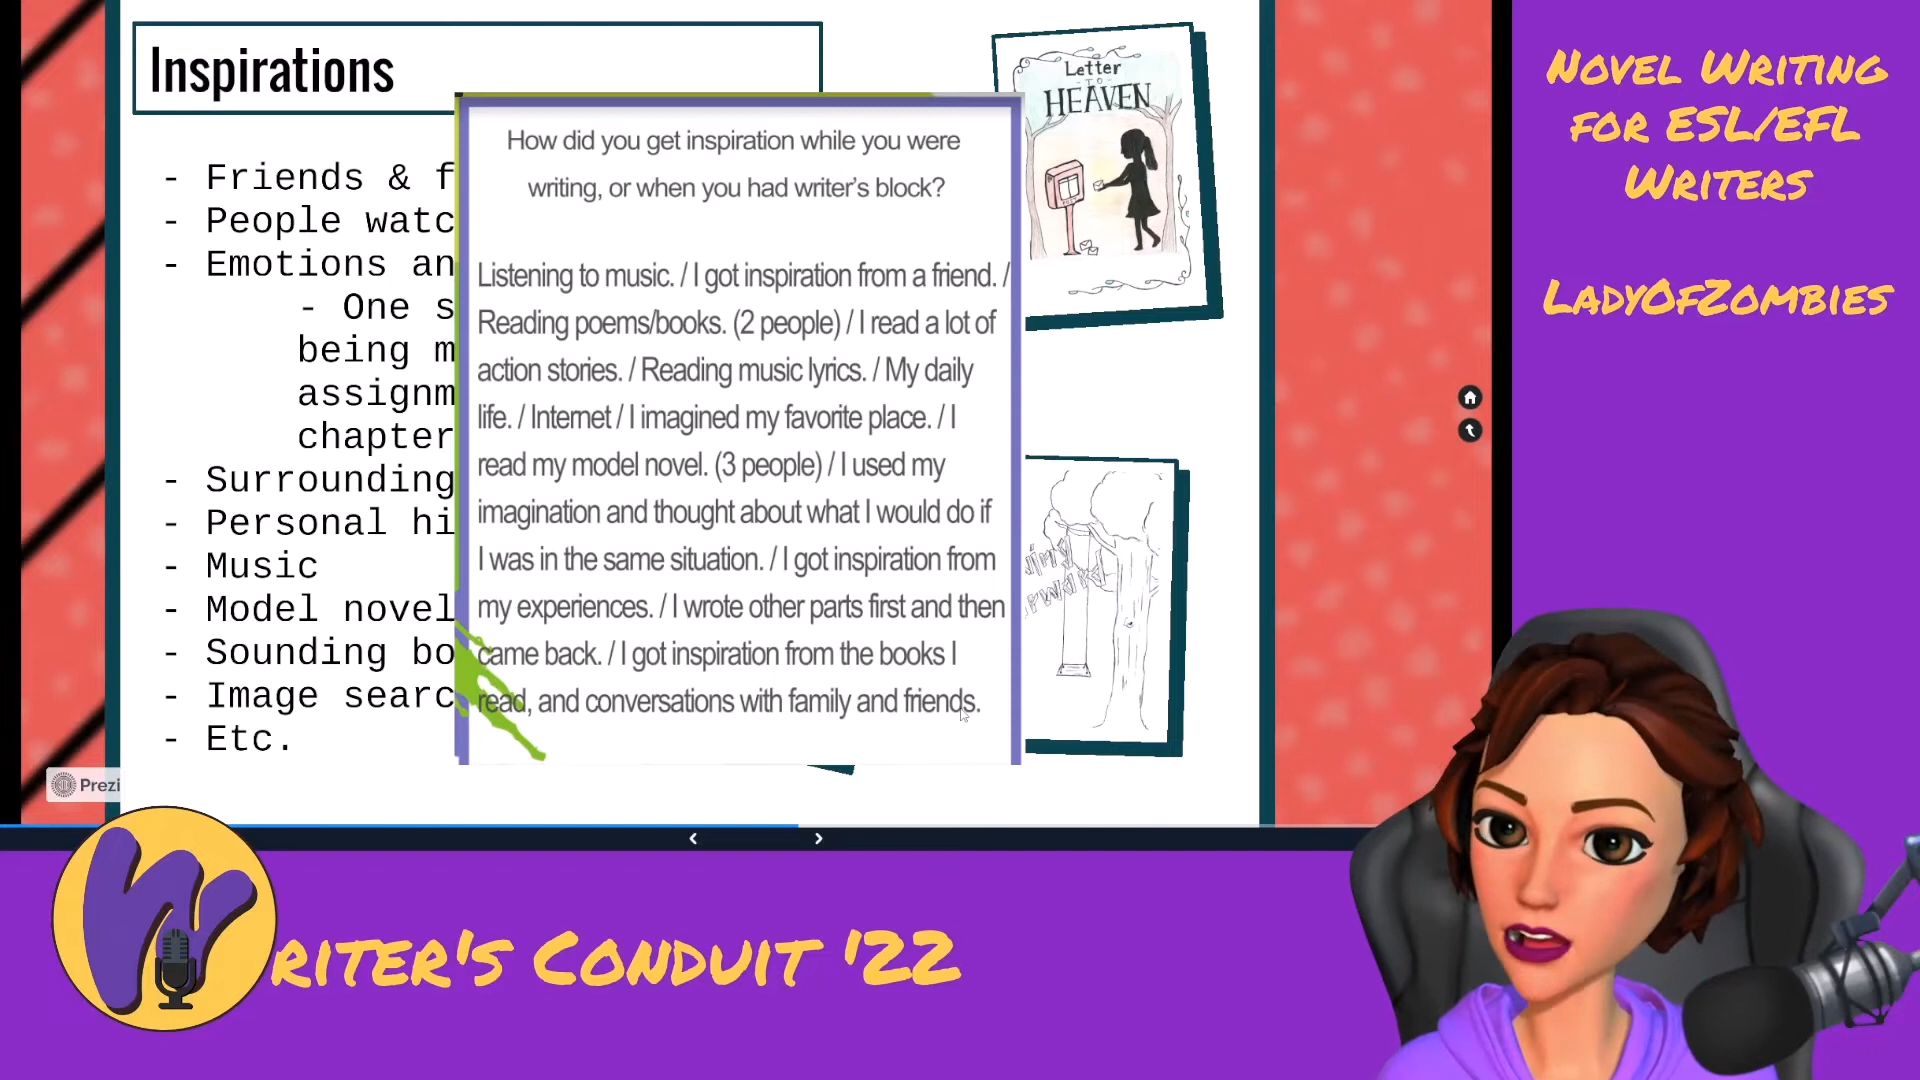 Inspirations
- Friends & f
- People watc
- Emotions an
- One s
being m
assignm
chapter
- Surrounding
- Personal hi
- Music
- Model novel
- Sounding bo
- Image searc
- Etc.
How did you get inspiration while you were
writing, or when you had writer's block?
Listening to music. / I got inspiration from a friend. /
Reading poems/books. (2 people) / I read a lot of
action stories. / Reading music lyrics. / My daily
life. / Internet / I imagined my favorite place. / I
read my model novel. (3 people) / I used my
imagination and thought about what I would do if
I was in the same situation. / I got inspiration from
my experiences. / I wrote other parts first and then
came back. / I got inspiration from the books I
read, and conversations with family and friends.
Letter
TO
HEAVEN
Prezi
Novel Writing
for ESL/EFL
Writers
LadyOfZombies
Writer's Conduit '22